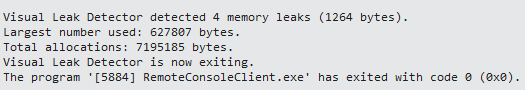 Visual Leak Detector detected 4 memory leaks (1264 bytes).
Largest number used: 627807 bytes.
Total allocations: 7195185 bytes.
Visual Leak Detector is now exiting.
The program '[5884] RemoteConsoleClient.exe' has exited with code 0 (0x0).